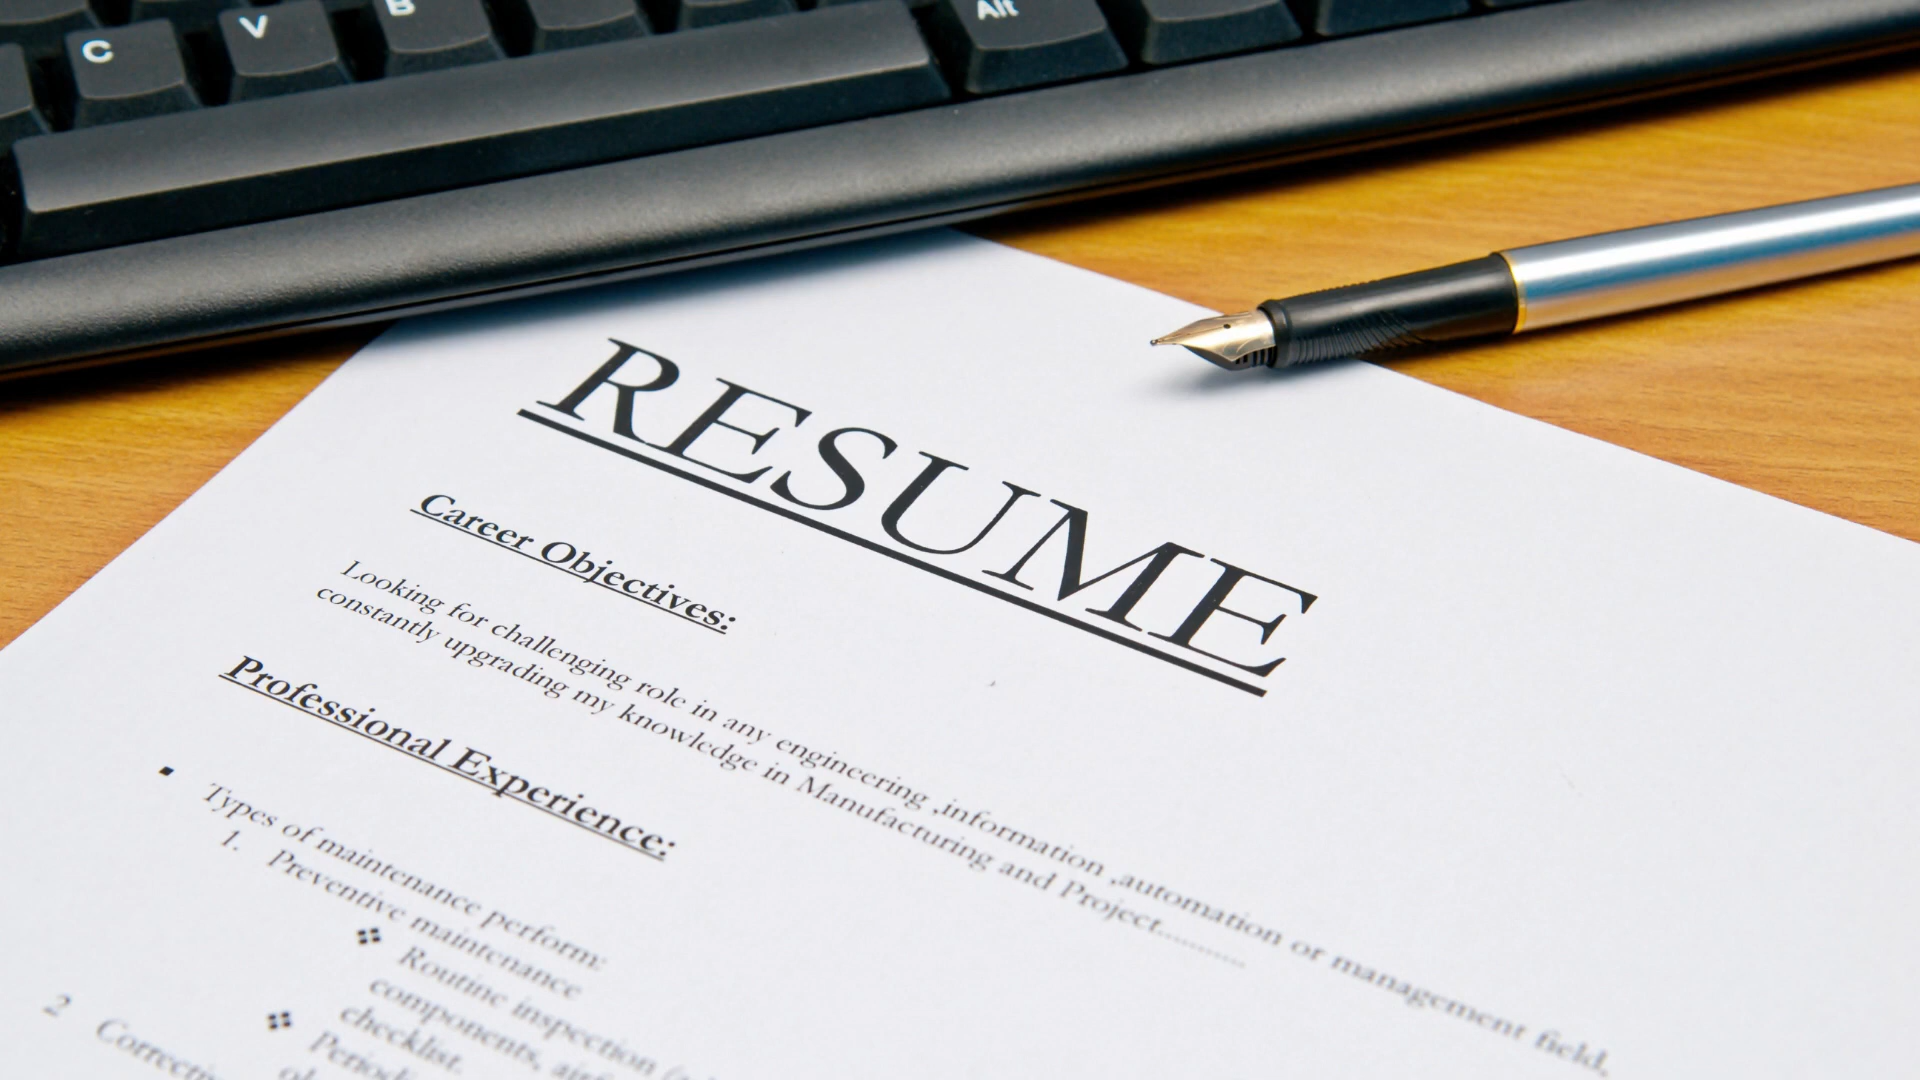 C V B Alt
RESUME
Career Objectives:
Looking for challenging role in any engineering ,information ,automation or management field,
constantly upgrading my knowledge in Manufacturing and Project............
Professional Experience:
▪ Types of maintenance perform:
1. Preventive maintenance
❖ Routine inspection
components,
checklist.
❖
2